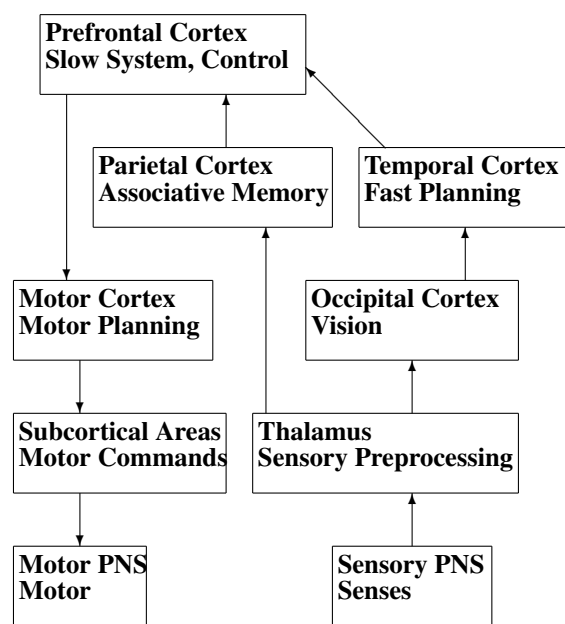 Prefrontal Cortex
Slow System, Control
Parietal Cortex
Associative Memory
Temporal Cortex
Fast Planning
Motor Cortex
Motor Planning
Occipital Cortex
Vision
Subcortical Areas
Motor Commands
Thalamus
Sensory Preprocessing
Motor PNS
Motor
Sensory PNS
Senses